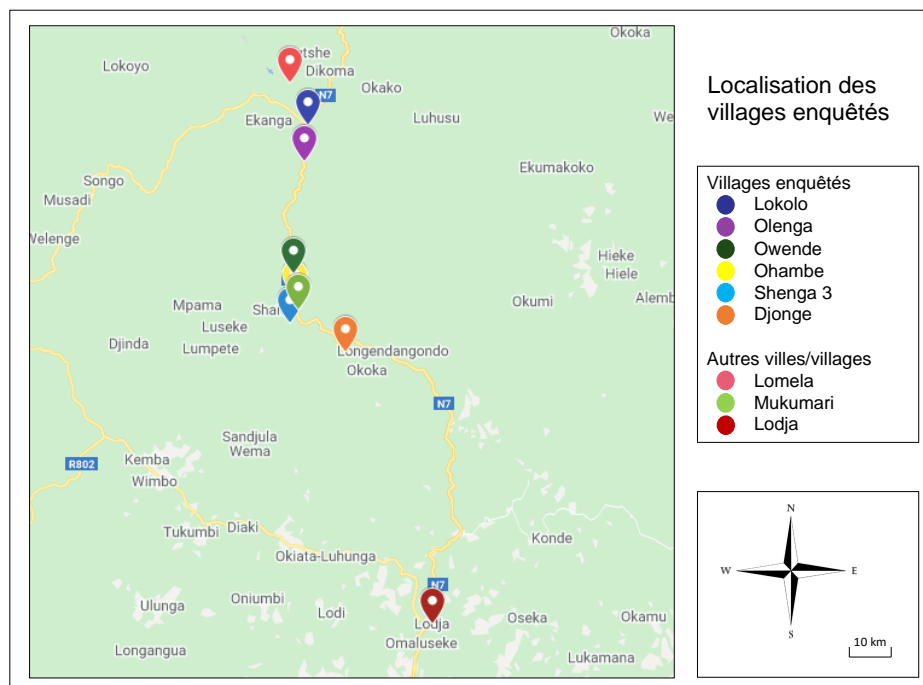 Okoka
Lokoyo
tshe
Dikoma
Okako
N7
Ekanga
Luhusu
We
Ekumakoko
Songo
Musadi
Welenge
Hieke
Hiele
Mpama
Shar
Okumi
Alemb
Luseke
Djinda
Lumpete
Longendangondo
Okoka
N7
Sandjula
Wema
R802
Kemba
Wimbo
Tukumbi
Diaki
Konde
Okiata-Luhunga
N7
Ulunga
Oniumbi
Lodi
Lodja
Oseka
Okamu
Omaluseke
Longangua
Lukamana
Localisation des
villages enquêtés
Villages enquêtés
Lokolo
Olenga
Owende
Ohambe
Shenga 3
Djonge
Autres villes/villages
Lomela
Mukumari
Lodja
N
W
E
S
10 km